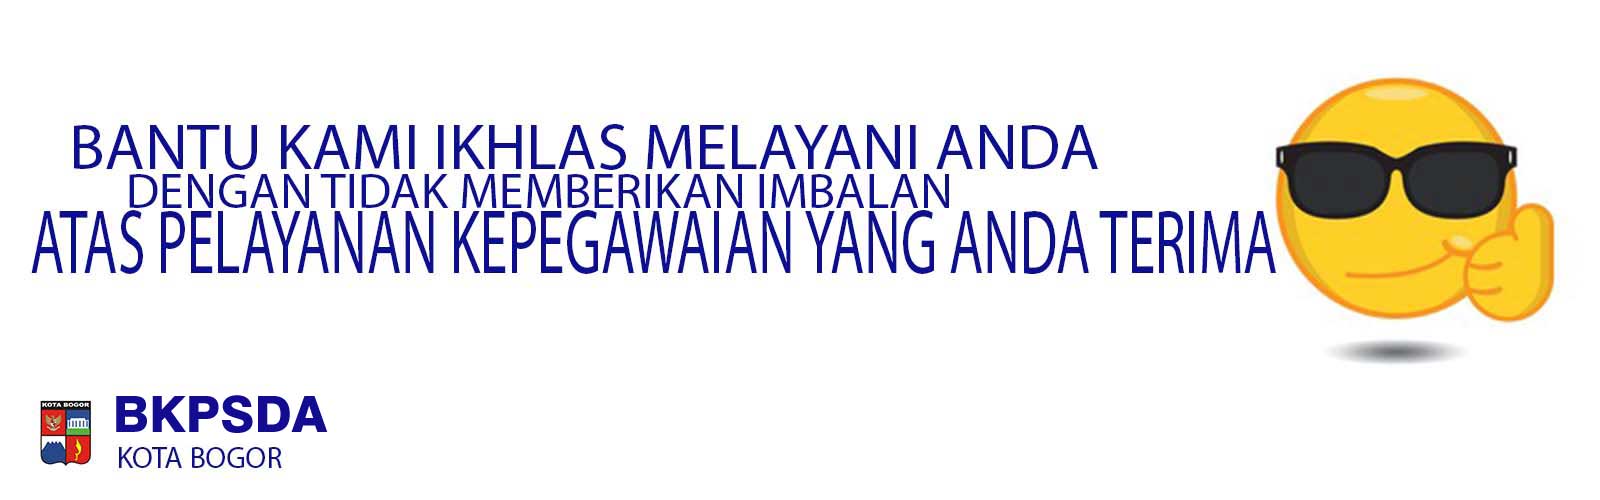 BANTU KAMI IKHLAS MELAYANI ANDA
DENGAN TIDAK MEMBERIKAN IMBALAN
ATAS PELAYANAN KEPEGAWAIAN YANG ANDA TERIMA
KOTA BOGOR
BKPSDA
KOTA BOGOR